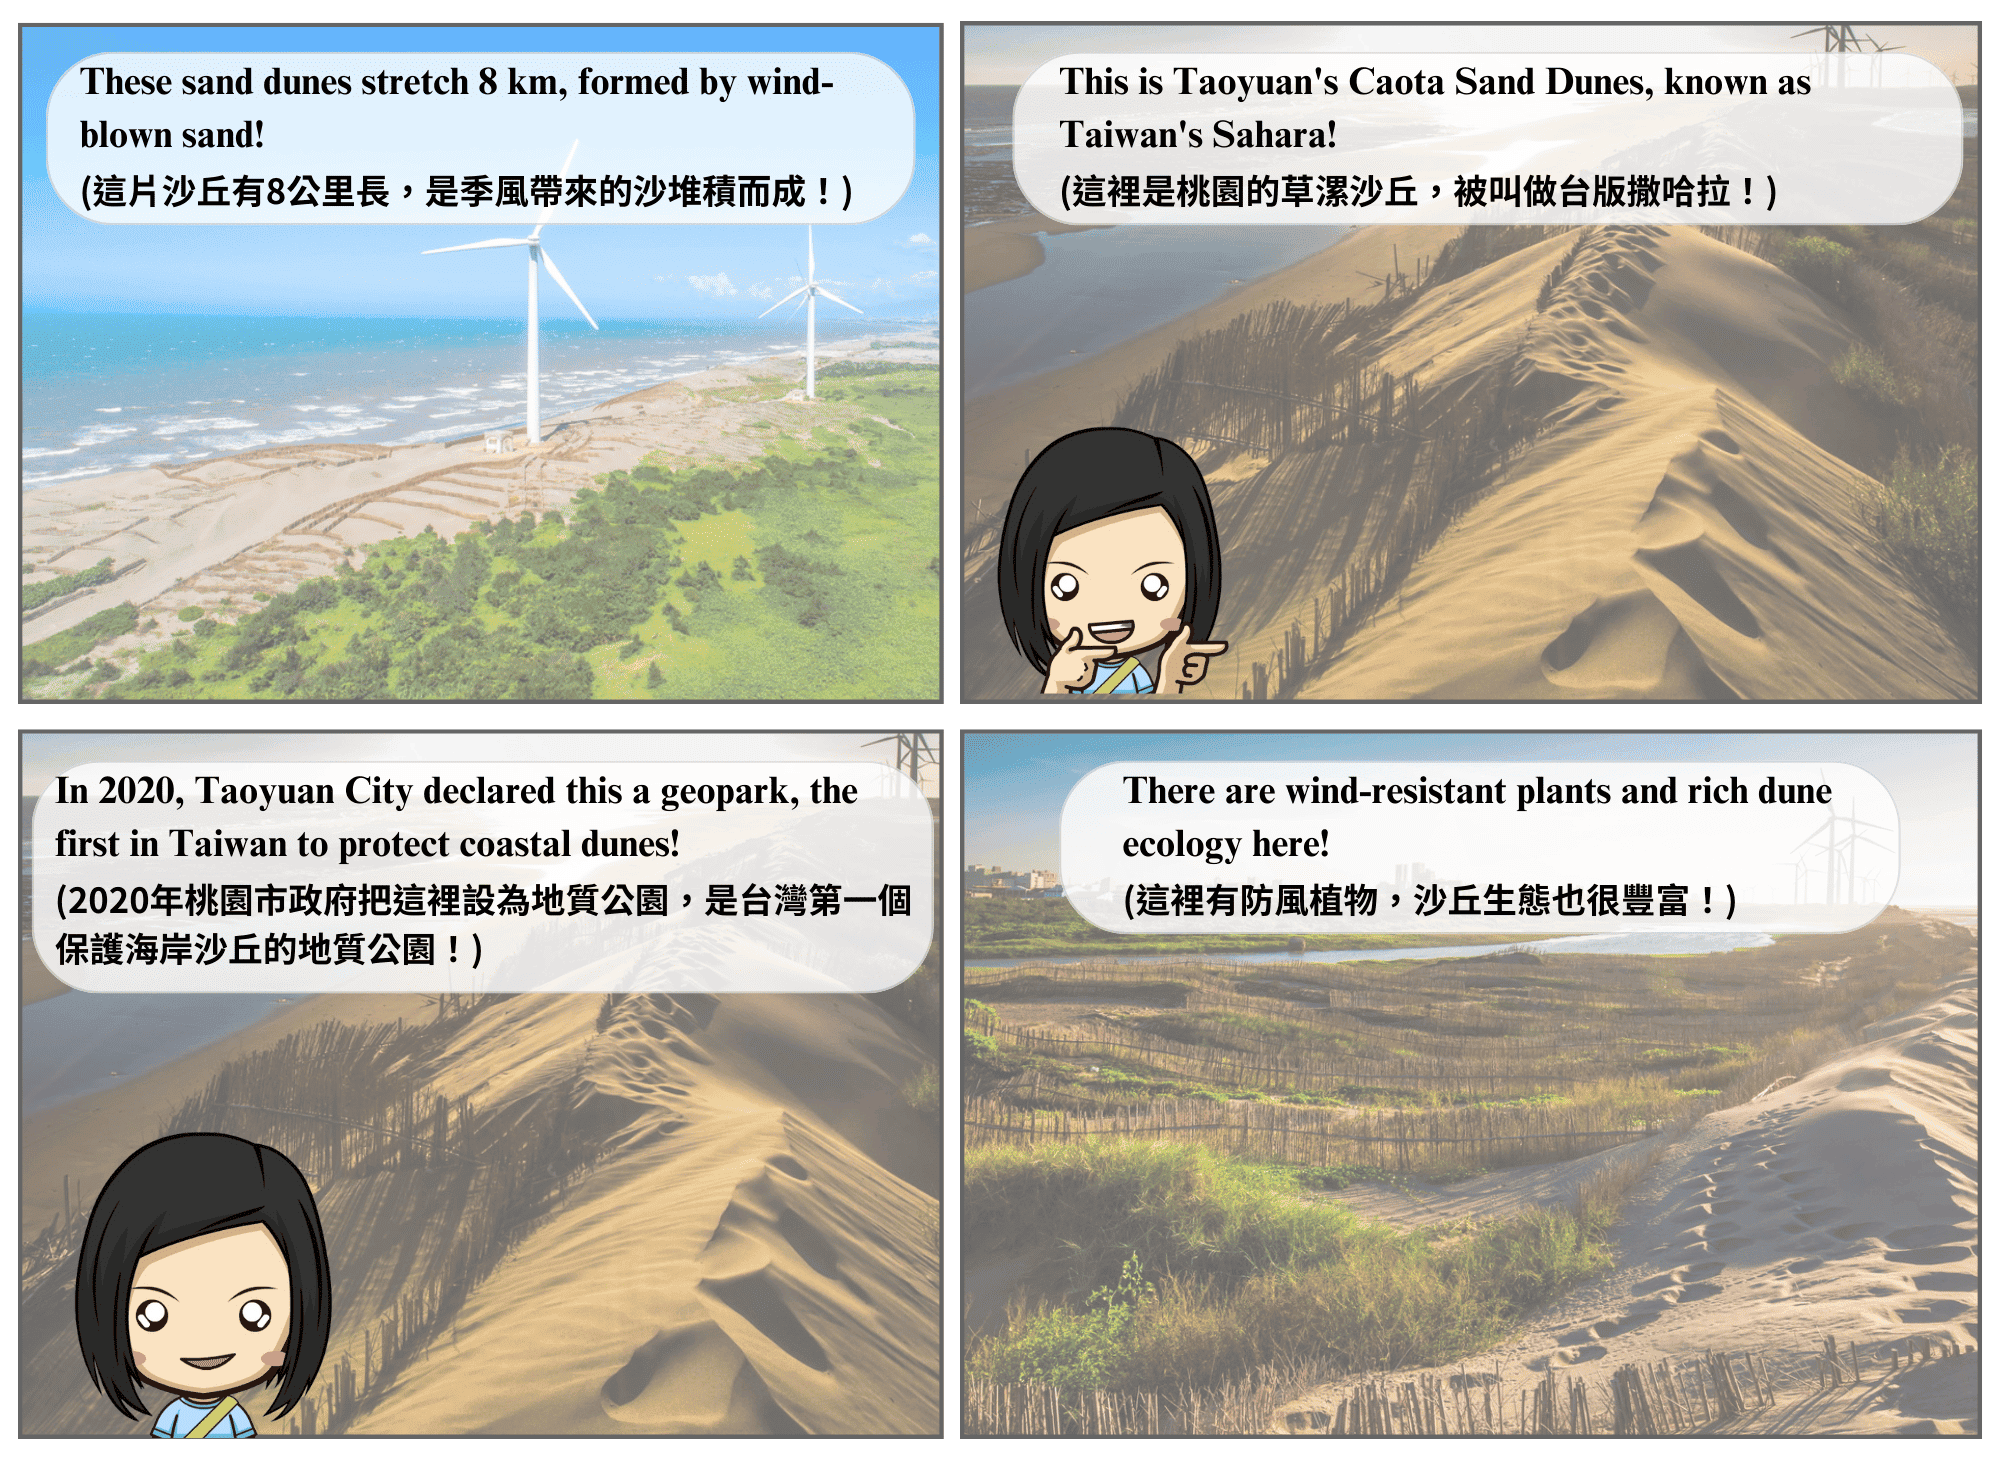 These sand dunes stretch 8 km, formed by wind-
blown sand!
(這片沙丘有8公里長，是季風帶來的沙堆積而成！)
This is Taoyuan's Caota Sand Dunes, known as
Taiwan's Sahara!
(這裡是桃園的草漯沙丘，被叫做台版撒哈拉！)
In 2020, Taoyuan City declared this a geopark, the
first in Taiwan to protect coastal dunes!
(2020年桃園市政府把這裡設為地質公園，是台灣第一個
保護海岸沙丘的地質公園！)
There are wind-resistant plants and rich dune
ecology here!
(這裡有防風植物，沙丘生態也很豐富！)